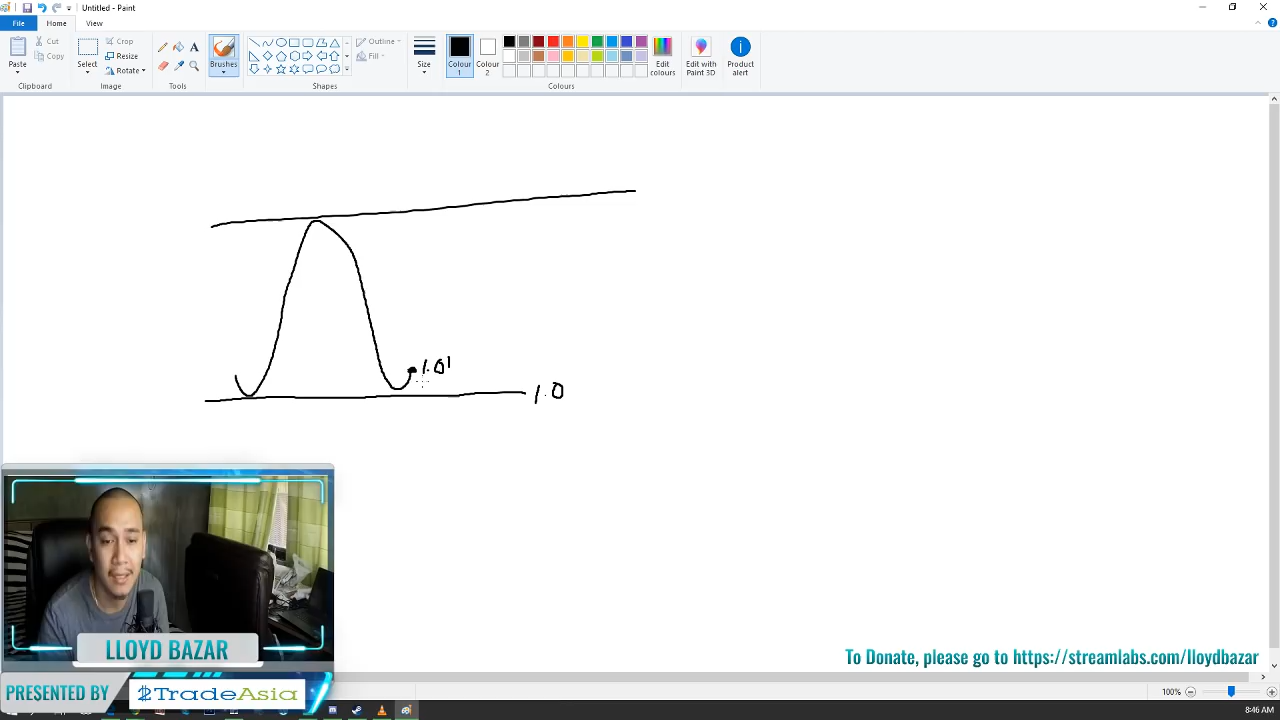 Untitled - Paint
File
Home
View
Paste
Cut
Copy
Clipboard
Select
Crop
Resize
Rotate
Image
Tools
Brushes
Shapes
Outline
Fill
Size
Colour 1
Colour 2
Edit colours
Edit with Paint 3D
Product alert
Colours
1.01
1.0
LLOYD BAZAR
PRESENTED BY
$TradeAsia
To Donate, please go to https://streamlabs.com/lloydbazar
100%
8:46 AM